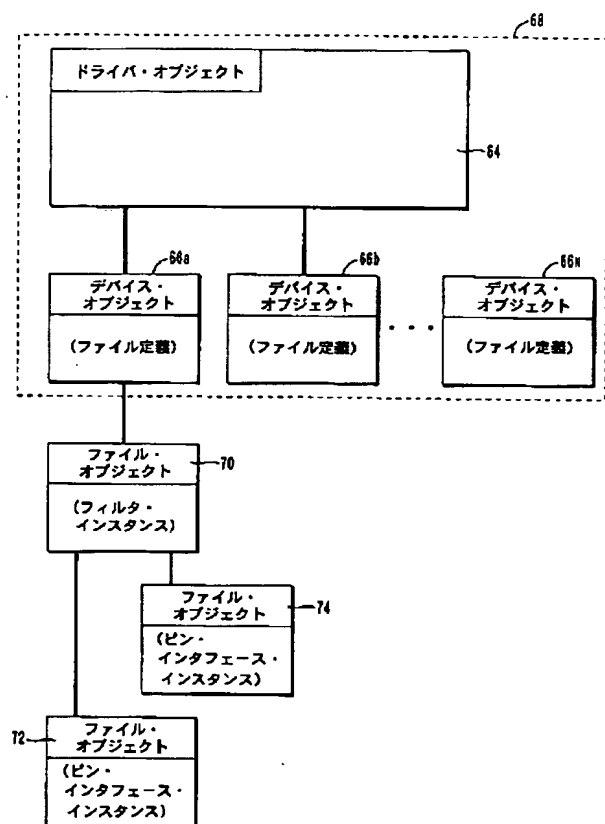 68
ドライバ・オブジェクト
64
66a
66b
66N
デバイス・
オブジェクト
(ファイル定義)
デバイス・
オブジェクト
(ファイル定義)
・・・
デバイス・
オブジェクト
(ファイル定義)
ファイル・
オブジェクト
70
(フィルタ・
インスタンス)
ファイル・
オブジェクト
74
(ピン・
インタフェース・
インスタンス)
72
ファイル・
オブジェクト
(ピン・
インタフェース・
インスタンス)